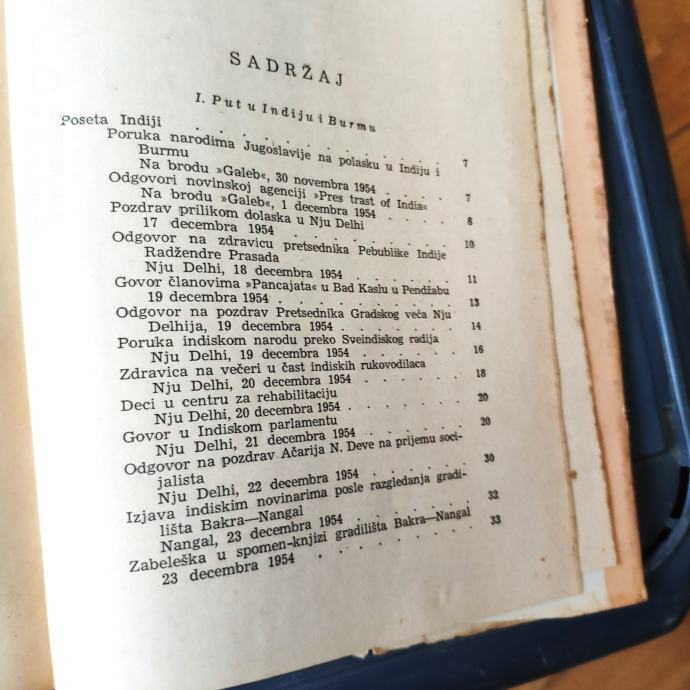 SADRŽAJ
I. Put u Indiju i Burmu
Poseta Indiji . . . . . . . . . . . 7
Poruka narodima Jugoslavije na polasku u Indiju i
Burmu
Na brodu »Galeb«, 30 novembra 1954 . . . . 7
Odgovori novinskoj agenciji »Pres trast of India«
Na brodu »Galeb«, 1 decembra 1954 . . . . 8
Pozdrav prilikom dolaska u Nju Delhi
17 decembra 1954 . . . . . . . . . 10
Odgovor na zdravicu pretsednika Pebublike Indije
Radžendre Prasada
Nju Delhi, 18 decembra 1954 . . . . . . 11
Govor članovima »Pancajata« u Bad Kaslu u Pendžabu
19 decembra 1954 . . . . . . . . . 13
Odgovor na pozdrav Pretsednika Gradskog veća Nju
Delhija, 19 decembra 1954 . . . . . . . 14
Poruka indiskom narodu preko Sveindiskog radija
Nju Delhi, 19 decembra 1954 . . . . . . 16
Zdravica na večeri u čast indiskih rukovodilaca
Nju Delhi, 20 decembra 1954 . . . . . . 18
Deci u centru za rehabilitaciju
Nju Delhi, 20 decembra 1954 . . . . . . 20
Govor u Indiskom parlamentu
Nju Delhi, 21 decembra 1954 . . . . . . 20
Odgovor na pozdrav Ačarija N. Deve na prijemu soci-
jalista
Nju Delhi, 22 decembra 1954 . . . . . . 30
Izjava indiskim novinarima posle razgledanja gradi-
lišta Bakra—Nangal
Nangal, 23 decembra 1954 . . . . . . . 32
Zabeleška u spomen-knjizi gradilišta Bakra—Nangal
23 decembra 1954 . . . . . . . . . 33